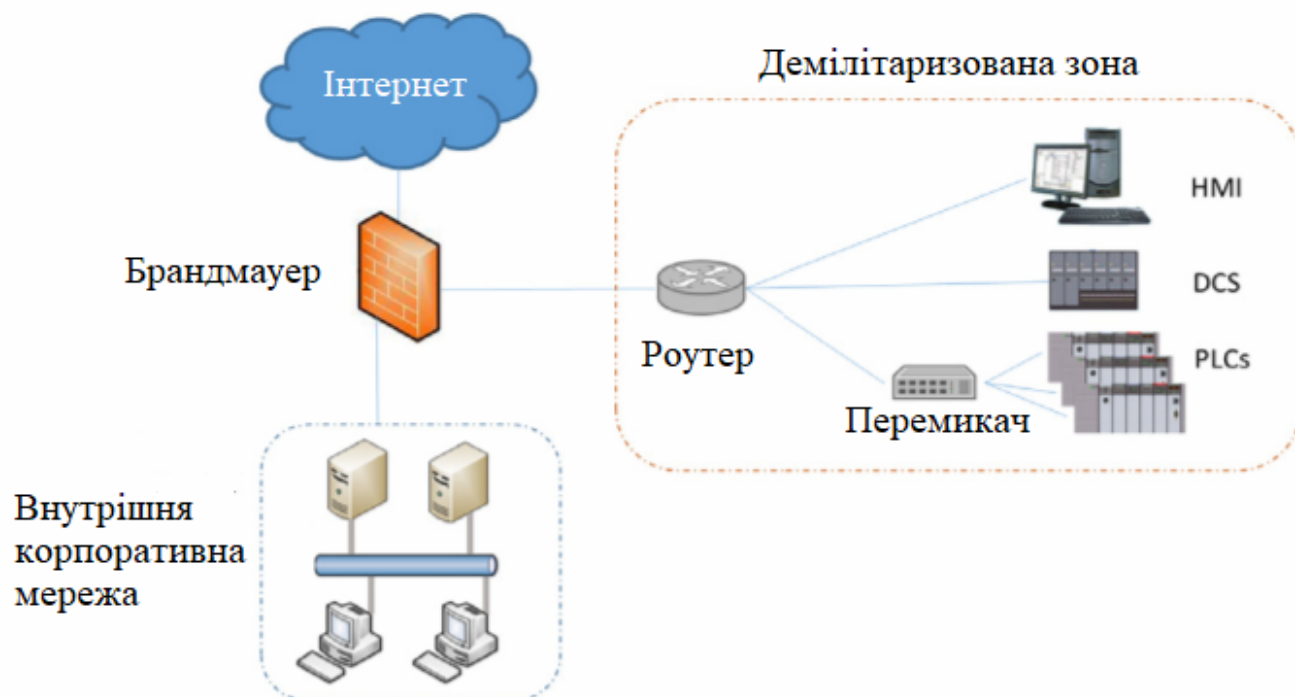 Інтернет
Демілітаризована зона
HMI
Брандмауер
DCS
Роутер
PLCs
Перемикач
Внутрішня
корпоративна
мережа